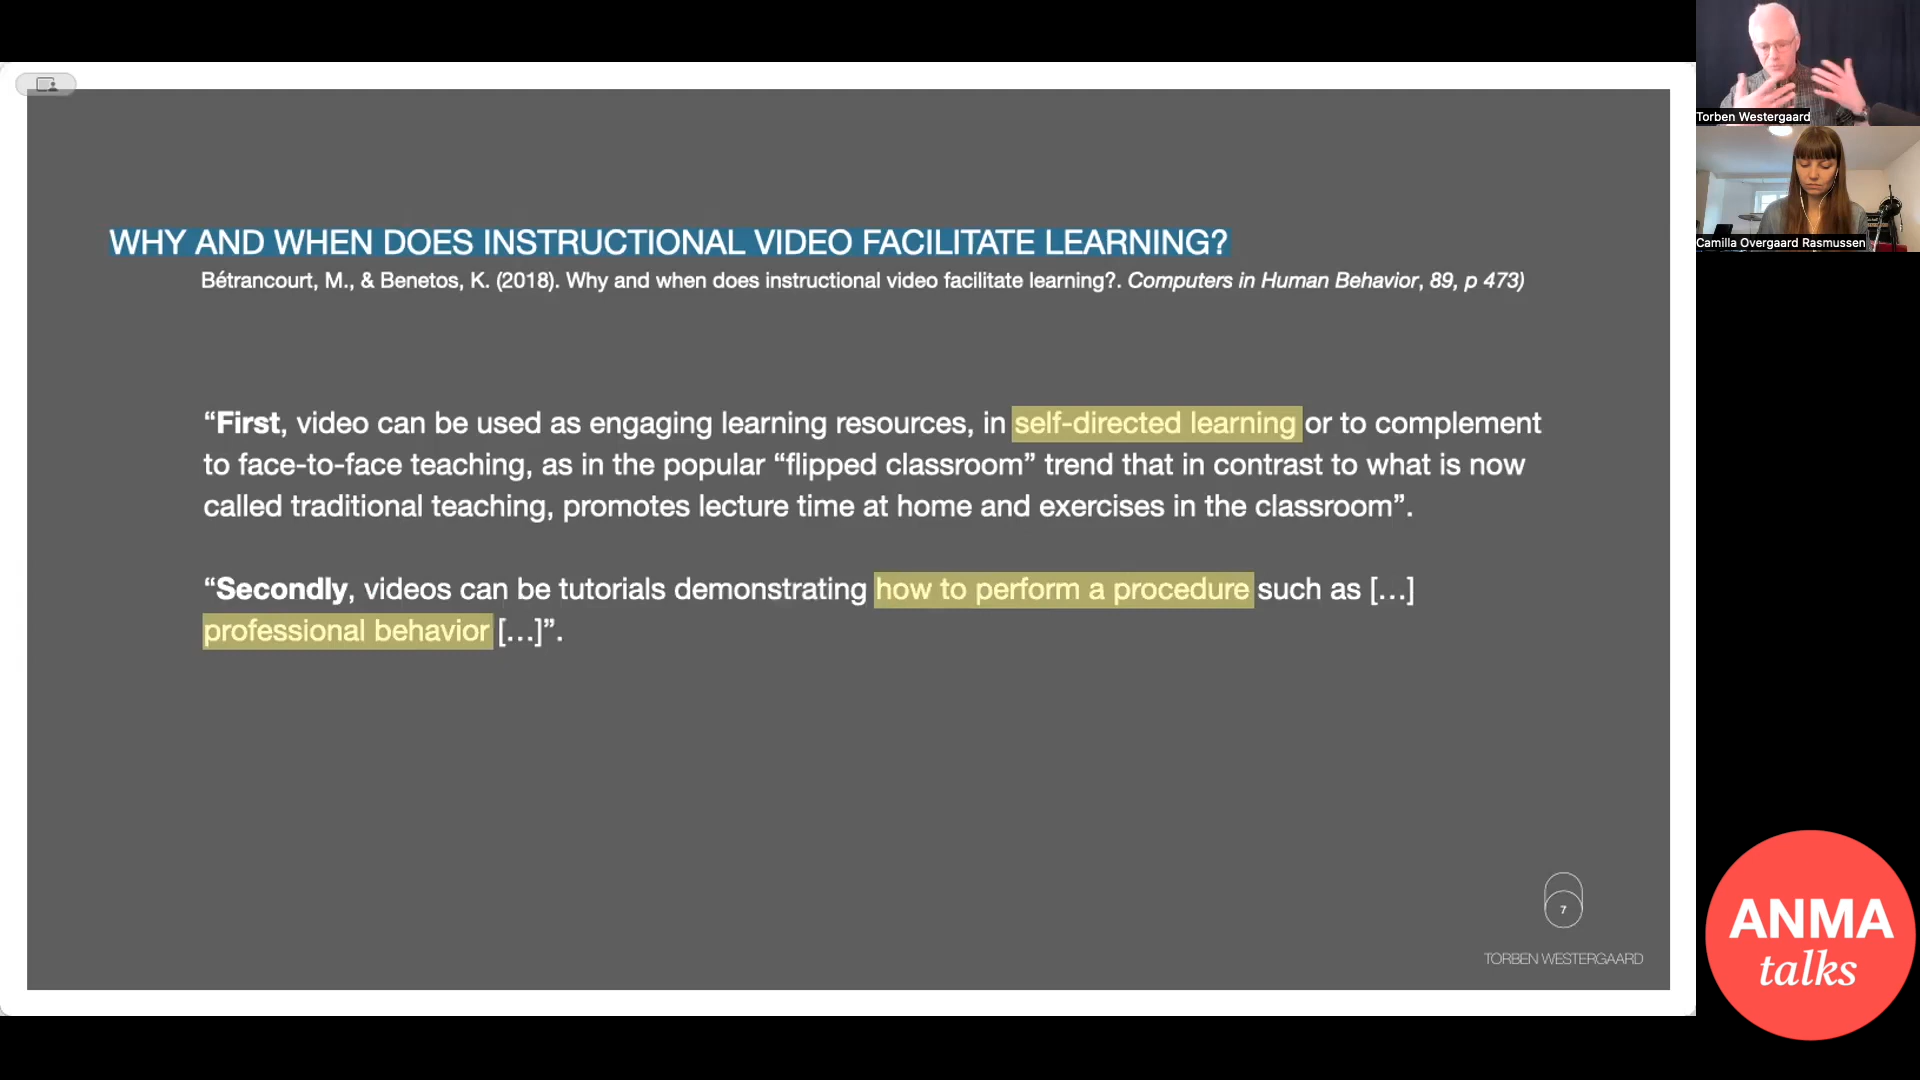 WHY AND WHEN DOES INSTRUCTIONAL VIDEO FACILITATE LEARNING?
Bétrancourt, M., & Benetos, K. (2018). Why and when does instructional video facilitate learning?. Computers in Human Behavior, 89, p 473)
“First, video can be used as engaging learning resources, in self-directed learning or to complement
to face-to-face teaching, as in the popular “flipped classroom” trend that in contrast to what is now
called traditional teaching, promotes lecture time at home and exercises in the classroom”.
“Secondly, videos can be tutorials demonstrating how to perform a procedure such as […]
professional behavior […]”.
7
TORBEN WESTERGAARD
Torben Westergaard
Camilla Overgaard Rasmussen
ANMA
talks